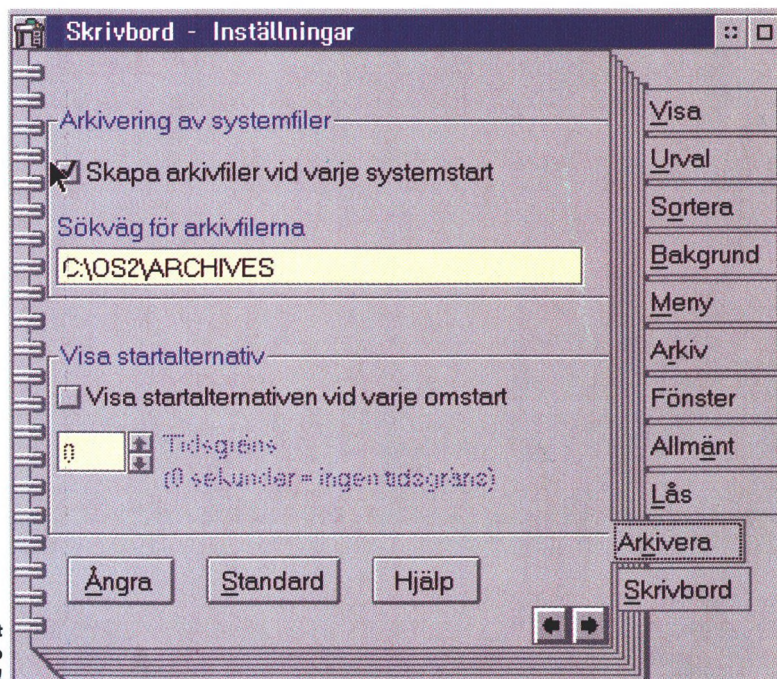 Skrivbord - Inställningar
Arkivering av systemfiler
Skapa arkivfiler vid varje systemstart
Sökväg för arkivfilerna
C:\OS2\ARCHIVES
Visa startalternativ
Visa startalternativen vid varje omstart
0
Tidsgräns
(0 sekunder = ingen tidsgräns)
Ångra
Standard
Hjälp
Visa
Urval
Sortera
Bakgrund
Meny
Arkiv
Fönster
Allmänt
Lås
Arkivera
Skrivbord